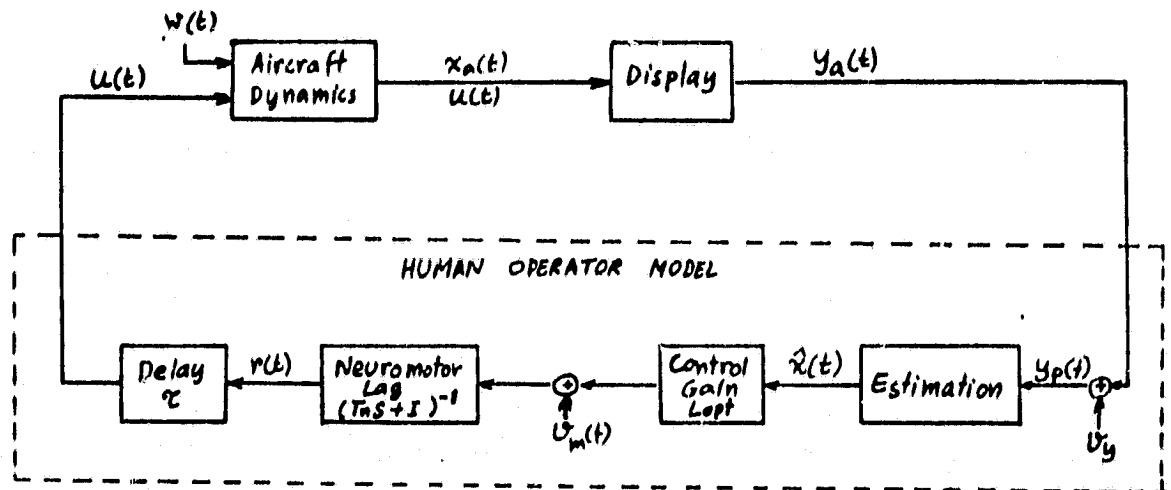 w(t)
u(t)
Aircraft
Dynamics
xa(t)
u(t)
Display
ya(t)
HUMAN OPERATOR MODEL
Delay
τ
r(t)
Neuromotor
Lag
(TnS+I)⁻¹
+
vm(t)
Control
Gain
Lopt
x̂(t)
Estimation
yp(t)
+
vy